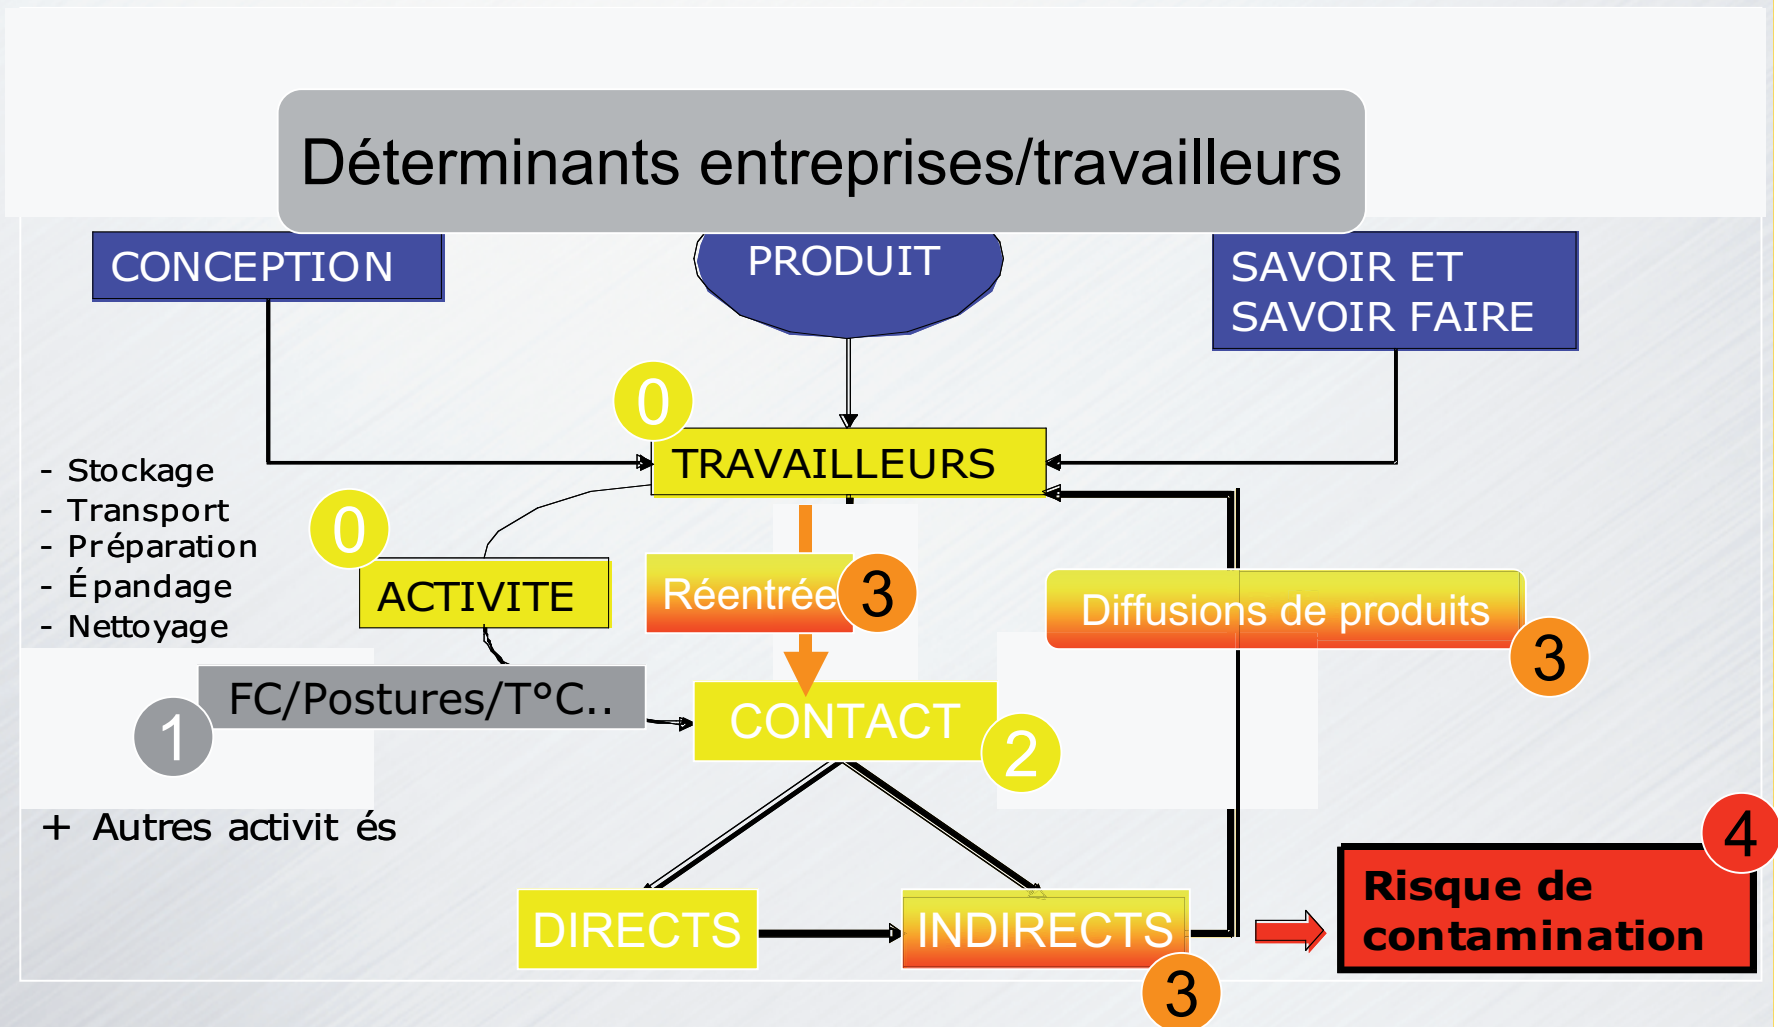 Déterminants entreprises/travailleurs
CONCEPTION
PRODUIT
SAVOIR ET
SAVOIR FAIRE
0
TRAVAILLEURS
- Stockage
- Transport
- Préparation
- Épandage
- Nettoyage
0
ACTIVITE
Réentrée
3
Diffusions de produits
3
FC/Postures/T°C..
1
CONTACT
2
+ Autres activit és
DIRECTS
INDIRECTS
3
4
Risque de
contamination